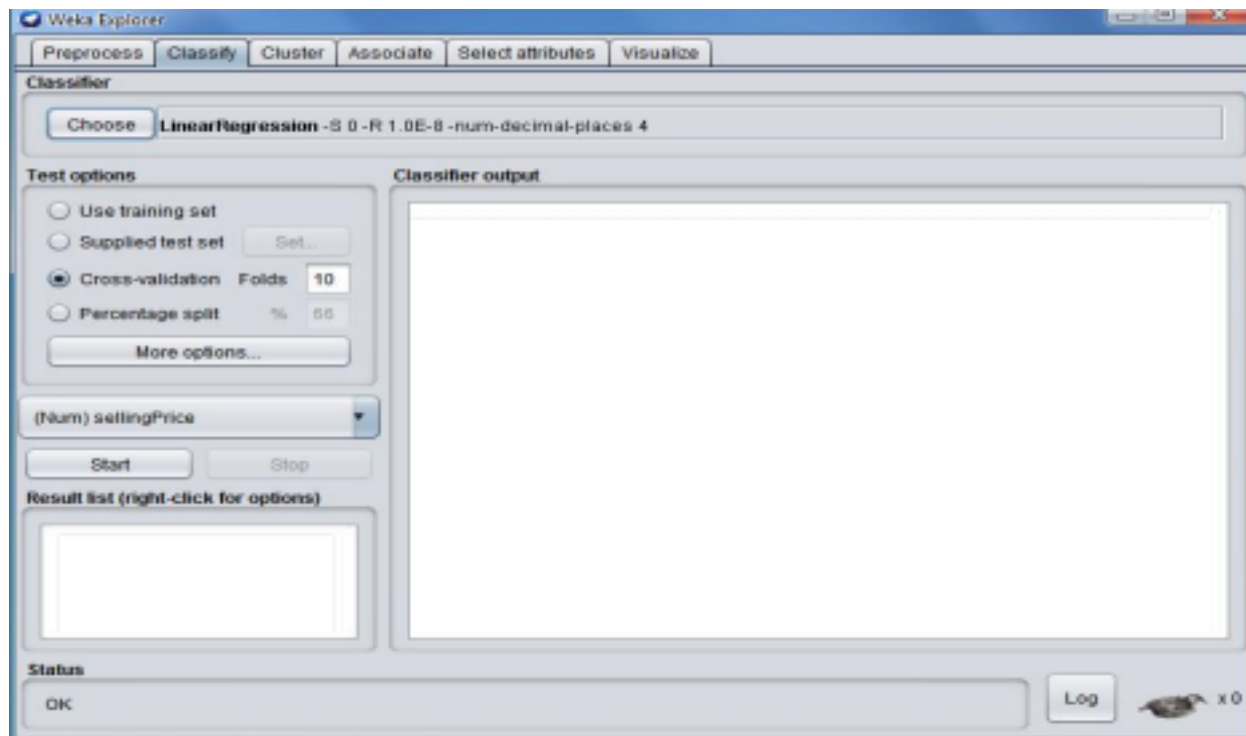 Weka Explorer
Preprocess Classify Cluster Associate Select attributes Visualize
Classifier
Choose LinearRegression -S 0 -R 1.0E-8 -num-decimal-places 4
Test options
Use training set
Supplied test set Set...
Cross-validation Folds 10
Percentage split % 66
More options...
(Num) sellingPrice
Start Stop
Result list (right-click for options)
Classifier output
Status
OK
Log x 0